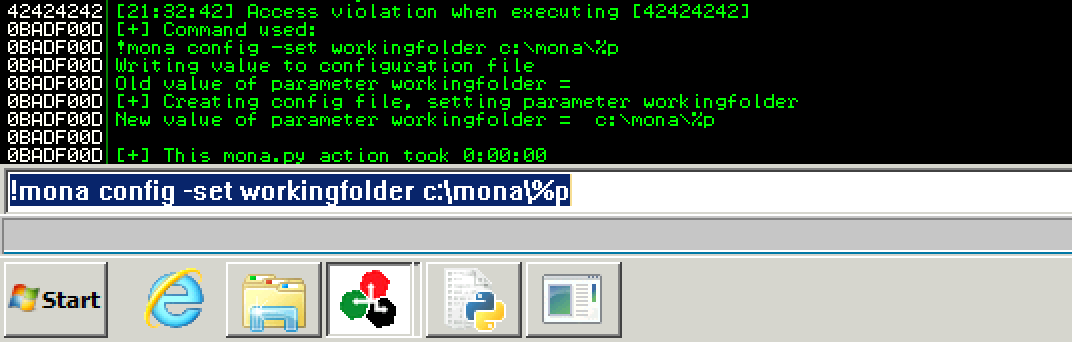 42424242 [21:32:42] Access violation when executing [42424242]
0BADF00D [+] Command used:
0BADF00D !mona config -set workingfolder c:\mona\%p
0BADF00D Writing value to configuration file
0BADF00D Old value of parameter workingfolder =
0BADF00D [+] Creating config file, setting parameter workingfolder
0BADF00D New value of parameter workingfolder =  c:\mona\%p
0BADF00D
0BADF00D [+] This mona.py action took 0:00:00
!mona config -set workingfolder c:\mona\%p
Start